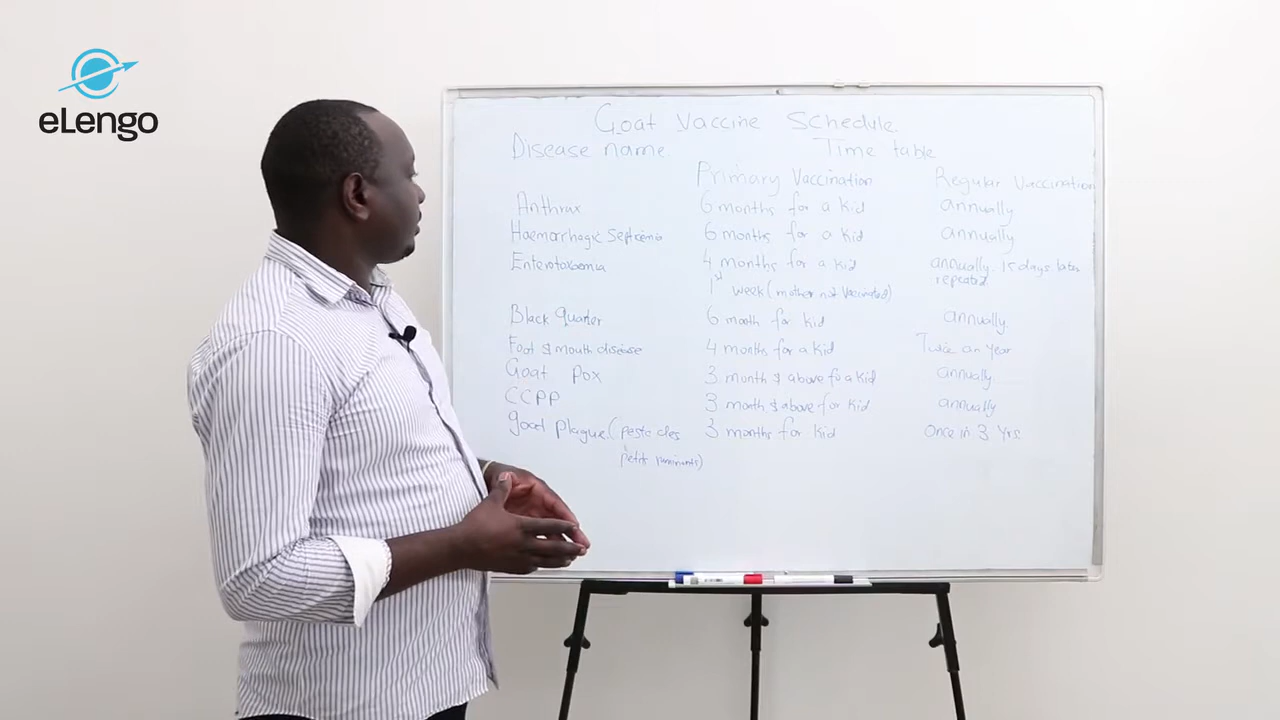 eLengo
Goat Vaccine Schedule.
Disease name Time table
Primary Vaccination Regular Vaccination
Anthrax 6 months for a kid annually
Haemorrhagic Septicemia 6 months for a kid annually
Enterotoxaemia 4 months for a kid annually. 15 days later
repeated.
1st week (mother not Vaccinated)
Black Quarter 6 month for kid annually.
Foot & mouth disease 4 months for a kid Twice an year
Goat Pox 3 month & above fo a kid annually
CCPP 3 month & above for kid annually
plague (peste des 3 months for kid Once in 3 Yrs
petits ruminants)